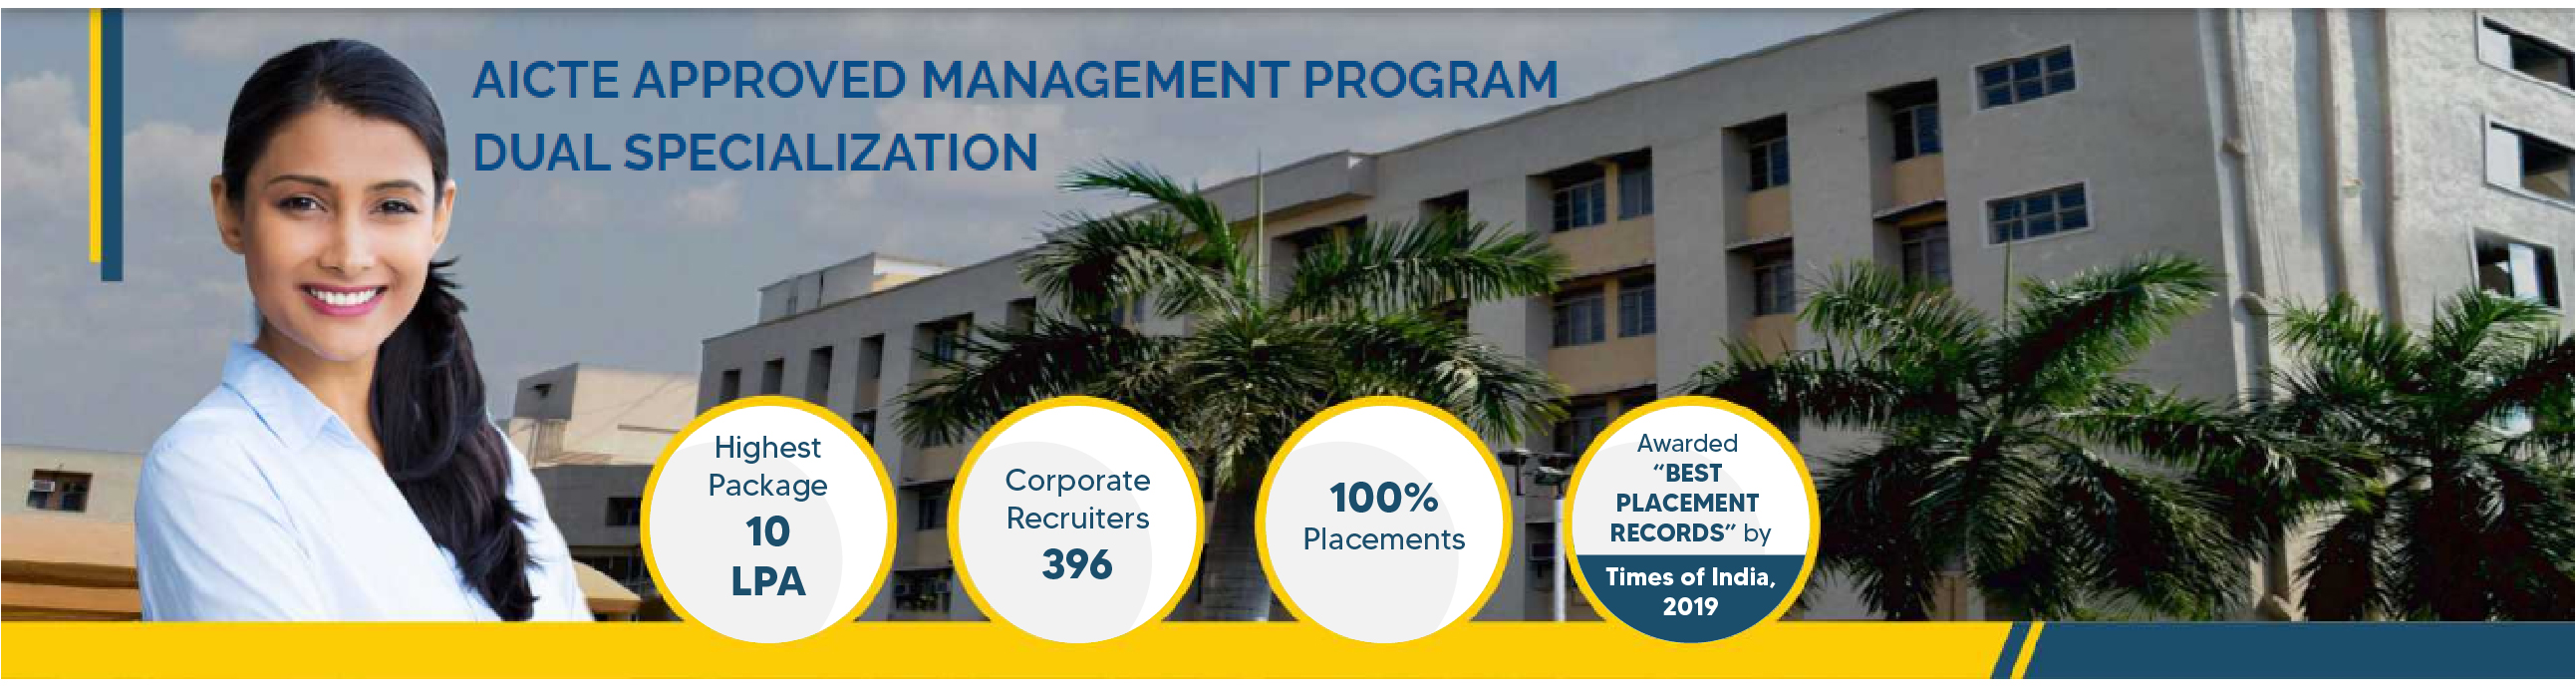 AICTE APPROVED MANAGEMENT PROGRAM
DUAL SPECIALIZATION
Highest
Package
10
LPA
Corporate
Recruiters
396
100%
Placements
Awarded
“BEST
PLACEMENT
RECORDS” by
Times of India,
2019